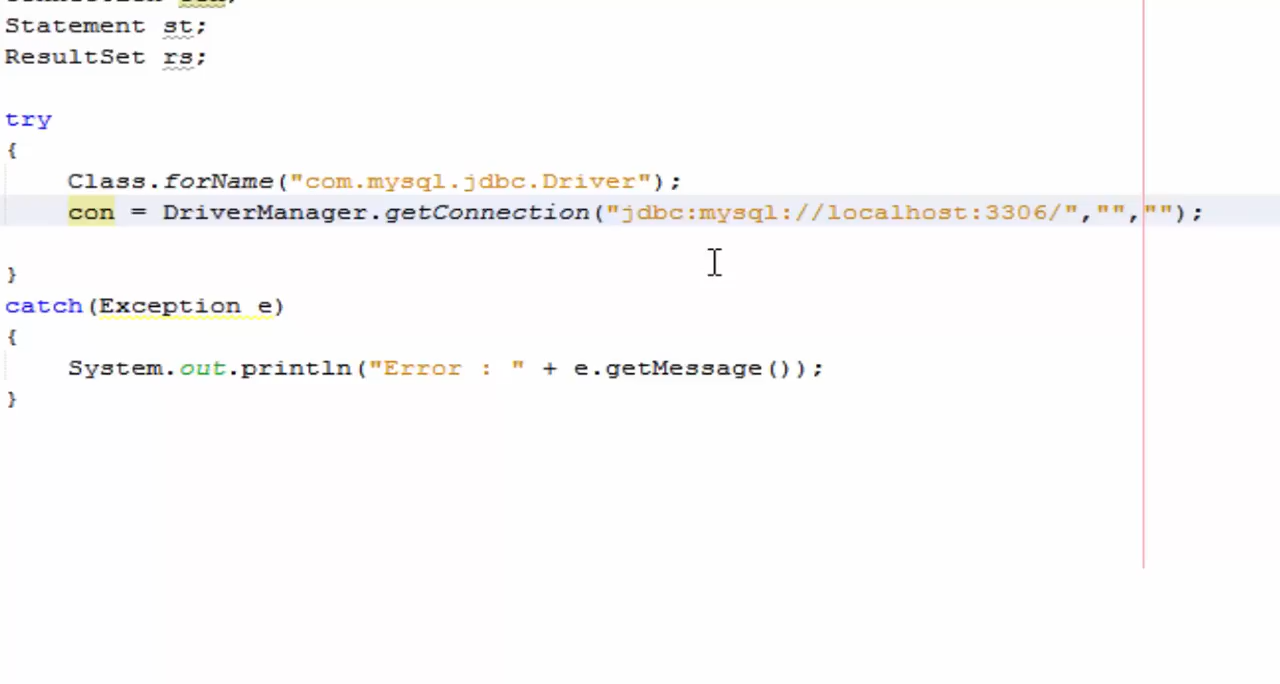 Statement st;
ResultSet rs;
try
{
Class.forName("com.mysql.jdbc.Driver");
con = DriverManager.getConnection("jdbc:mysql://localhost:3306/","","");
}
catch(Exception e)
{
System.out.println("Error : " + e.getMessage());
}